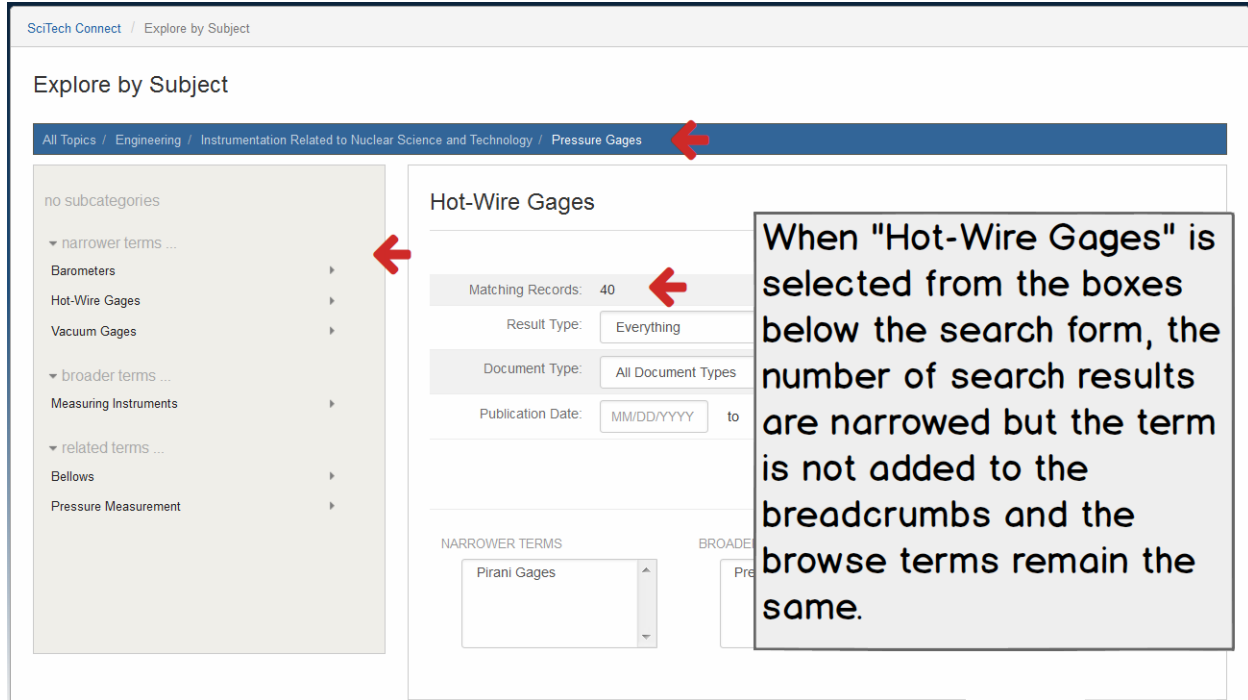 SciTech Connect / Explore by Subject
Explore by Subject
All Topics / Engineering / Instrumentation Related to Nuclear Science and Technology / Pressure Gages
no subcategories
narrower terms ...
Barometers
Hot-Wire Gages
Vacuum Gages
broader terms ...
Measuring Instruments
related terms ...
Bellows
Pressure Measurement
Hot-Wire Gages
Matching Records: 40
Result Type: Everything
Document Type: All Document Types
Publication Date: MM/DD/YYYY to
NARROWER TERMS
Pirani Gages
When "Hot-Wire Gages" is
selected from the boxes
below the search form, the
number of search results
are narrowed but the term
is not added to the
breadcrumbs and the
browse terms remain the
same.